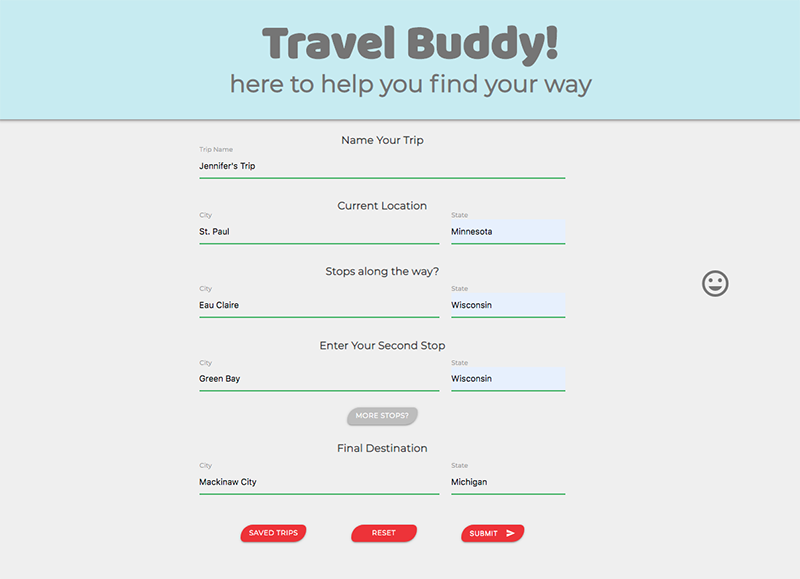 Travel Buddy!
here to help you find your way
Name Your Trip
Trip Name
Jennifer's Trip
Current Location
City State
St. Paul Minnesota
Stops along the way?
City State
Eau Claire Wisconsin
Enter Your Second Stop
City State
Green Bay Wisconsin
MORE STOPS?
Final Destination
City State
Mackinaw City Michigan
SAVED TRIPS RESET SUBMIT